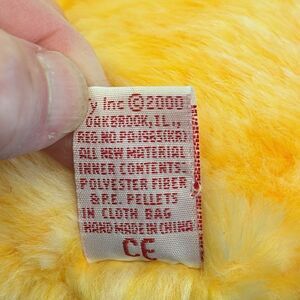 y Inc ©2000
OAKBROOK, IL.,
REG.NO.PA·1985(KR)
ALL NEW MATERIAL
INNER CONTENTS:
POLYESTER FIBER
& P.E. PELLETS
IN CLOTH BAG
HAND MADE IN CHINA
CE